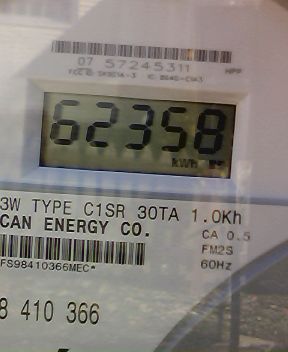 07 57245311
62358
kWh
3W TYPE C1SR 30TA 1.0Kh
CAN ENERGY CO.
CA 0.5
FM2S
60Hz
FS98410366MEC*
8 410 366